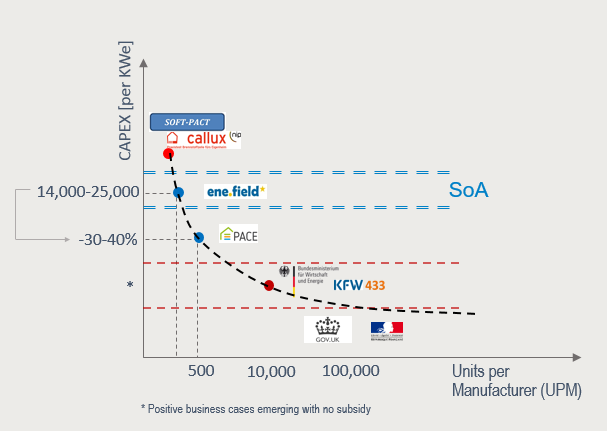 CAPEX [per KWe]
SOFT-PACT
callux
nip
14,000-25,000
ene.field
SoA
-30-40%
PACE
*
Bundesministerium
für Wirtschaft
und Energie
KFW 433
GOV.UK
500
10,000
100,000
Units per
Manufacturer (UPM)
* Positive business cases emerging with no subsidy